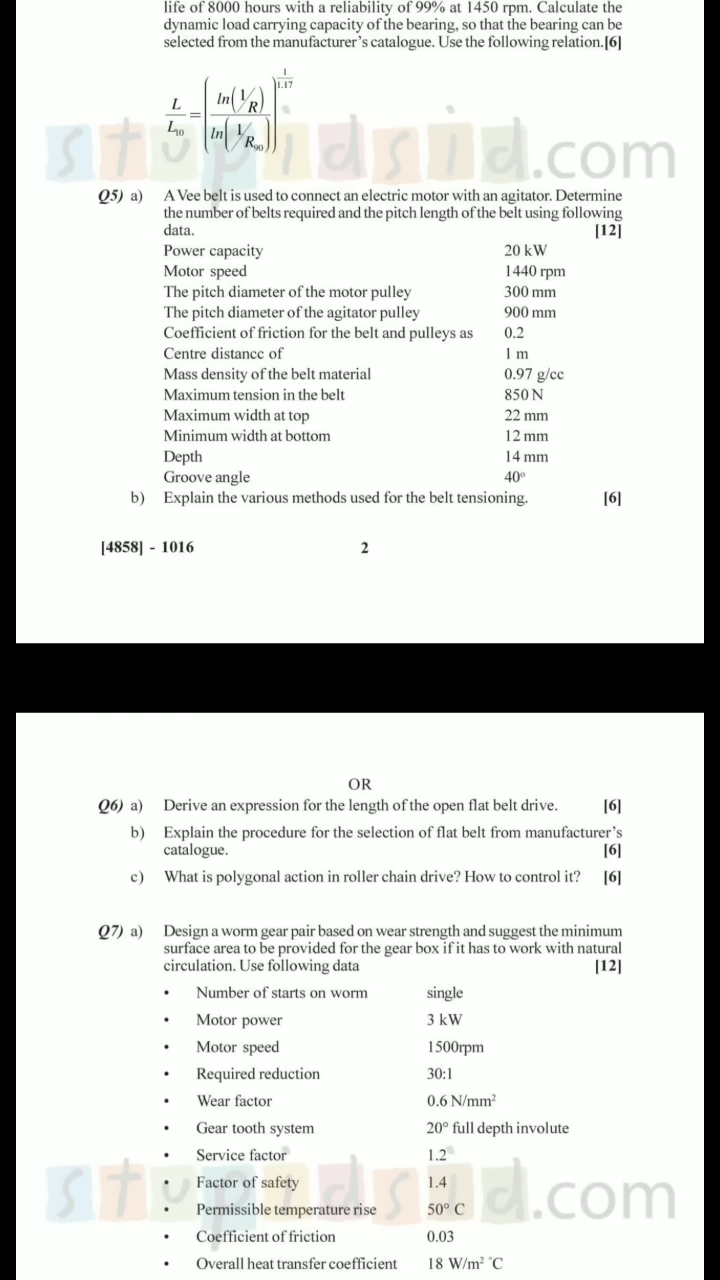 life of 8000 hours with a reliability of 99% at 1450 rpm. Calculate the
dynamic load carrying capacity of the bearing, so that the bearing can be
selected from the manufacturer's catalogue. Use the following relation.[6]
L/L₁₀ = (ln(1/R) / ln(1/R₉₀))^(1/1.17)
stupidsid.com
Q5) a) A Vee belt is used to connect an electric motor with an agitator. Determine
the number of belts required and the pitch length of the belt using following
data. [12]
Power capacity 20 kW
Motor speed 1440 rpm
The pitch diameter of the motor pulley 300 mm
The pitch diameter of the agitator pulley 900 mm
Coefficient of friction for the belt and pulleys as 0.2
Centre distance of 1 m
Mass density of the belt material 0.97 g/cc
Maximum tension in the belt 850 N
Maximum width at top 22 mm
Minimum width at bottom 12 mm
Depth 14 mm
Groove angle 40°
b) Explain the various methods used for the belt tensioning. [6]
[4858] - 1016 2
OR
Q6) a) Derive an expression for the length of the open flat belt drive. [6]
b) Explain the procedure for the selection of flat belt from manufacturer's
catalogue. [6]
c) What is polygonal action in roller chain drive? How to control it? [6]
Q7) a) Design a worm gear pair based on wear strength and suggest the minimum
surface area to be provided for the gear box if it has to work with natural
circulation. Use following data [12]
• Number of starts on worm single
• Motor power 3 kW
• Motor speed 1500rpm
• Required reduction 30:1
• Wear factor 0.6 N/mm²
• Gear tooth system 20° full depth involute
• Service factor 1.2
• Factor of safety 1.4
• Permissible temperature rise 50° C
• Coefficient of friction 0.03
• Overall heat transfer coefficient 18 W/m² °C
stupidsid.com